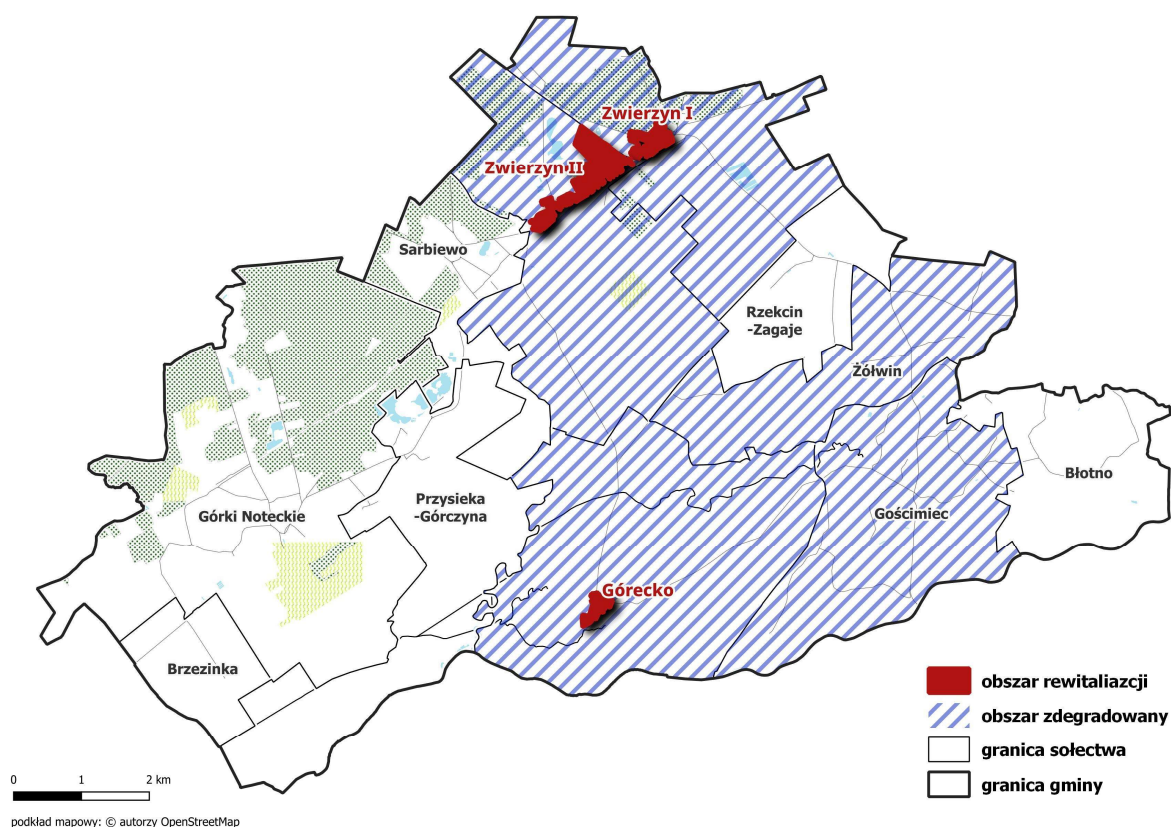 Zwierzyn I
Zwierzyn II
Sarbiewo
Rzekcin
-Zagaje
Żółwin
Błotno
Przysieka
-Górczyna
Gościmiec
Górki Noteckie
Górecko
Brzezinka
obszar rewitaliazcji
obszar zdegradowany
granica sołectwa
granica gminy
0 1 2 km
podkład mapowy: © autorzy OpenStreetMap